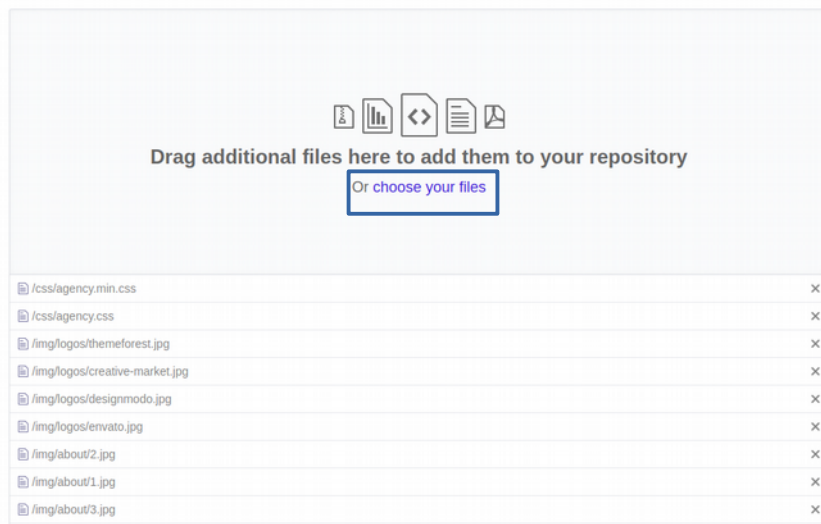 Drag additional files here to add them to your repository
Or choose your files
/css/agency.min.css
/css/agency.css
/img/logos/themeforest.jpg
/img/logos/creative-market.jpg
/img/logos/designmodo.jpg
/img/logos/envato.jpg
/img/about/2.jpg
/img/about/1.jpg
/img/about/3.jpg